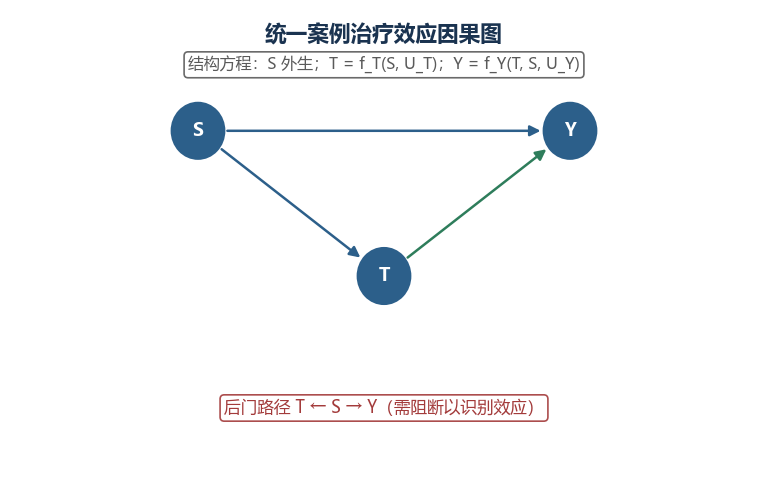 统一案例治疗效应因果图
结构方程：S 外生；T = f_T(S, U_T)；Y = f_Y(T, S, U_Y)
S
Y
T
后门路径 T ← S → Y（需阻断以识别效应）